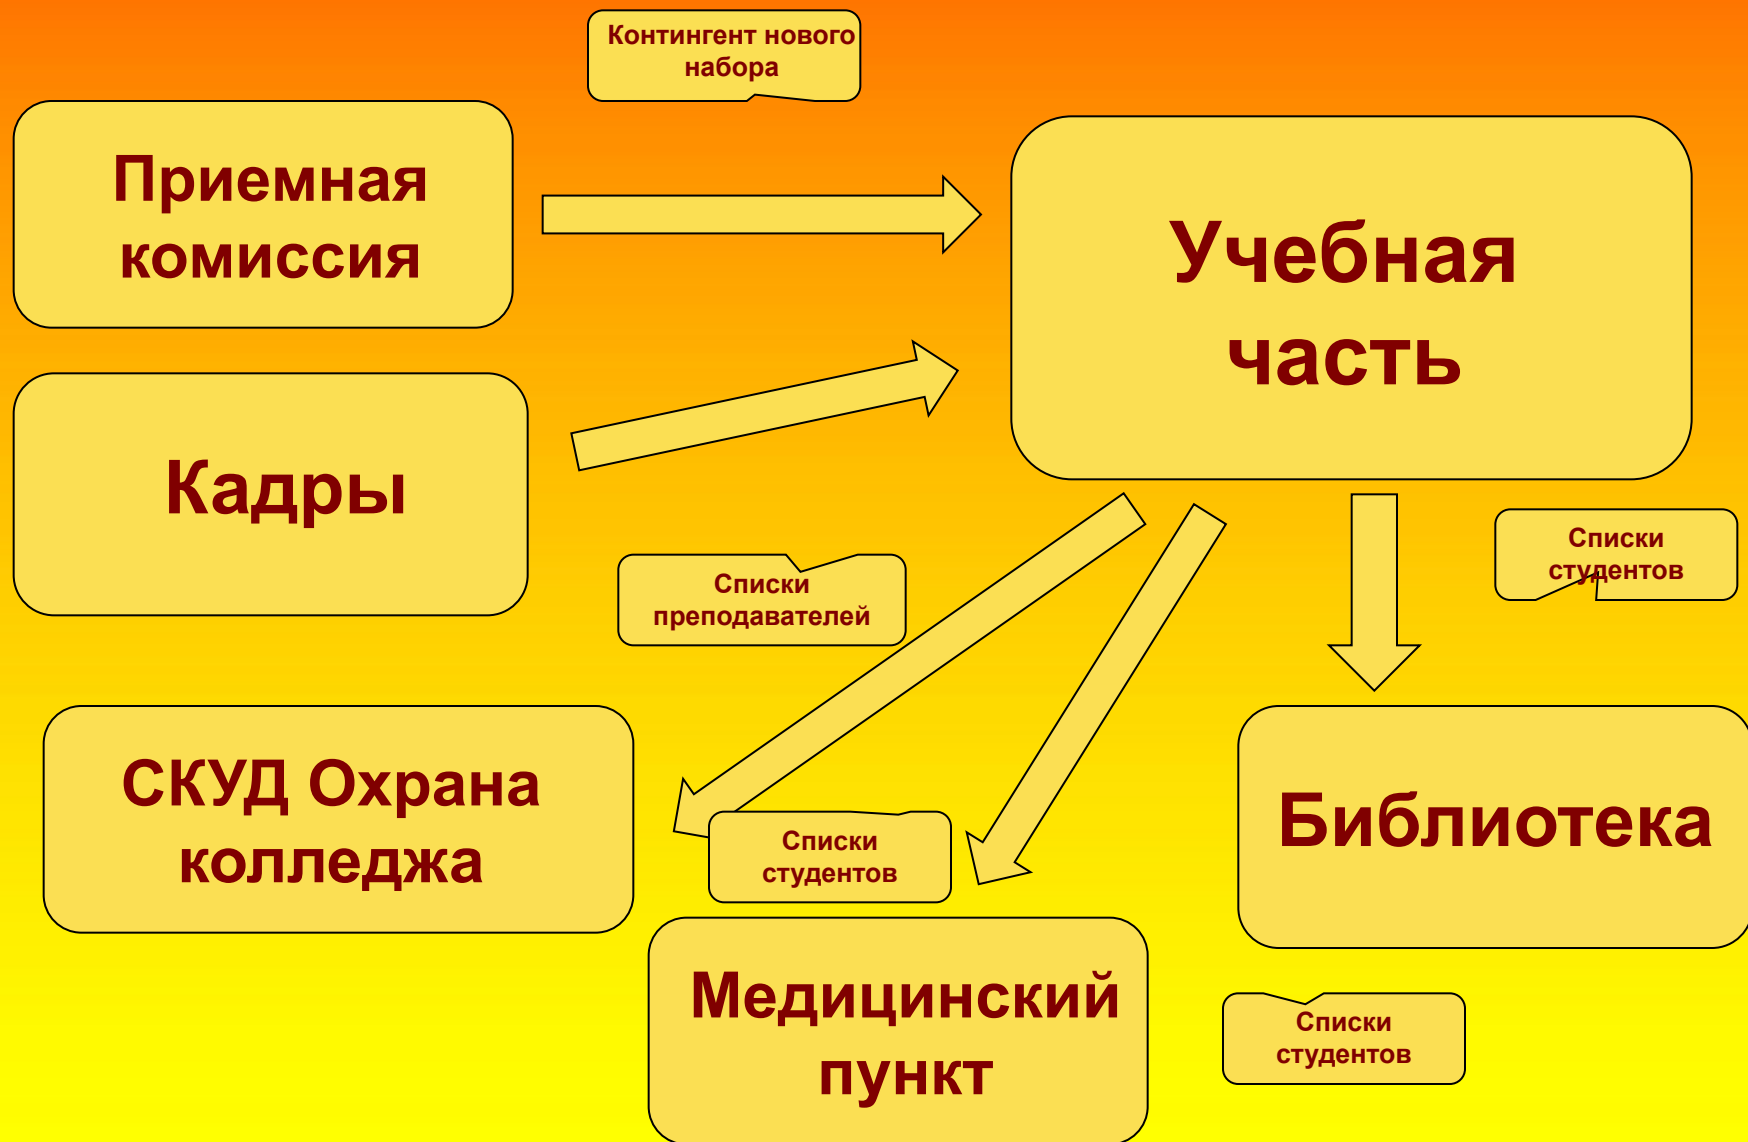 Контингент нового
набора
Приемная
комиссия
Учебная
часть
Кадры
Списки
студентов
Списки
преподавателей
СКУД Охрана
колледжа
Библиотека
Списки
студентов
Медицинский
пункт
Списки
студентов